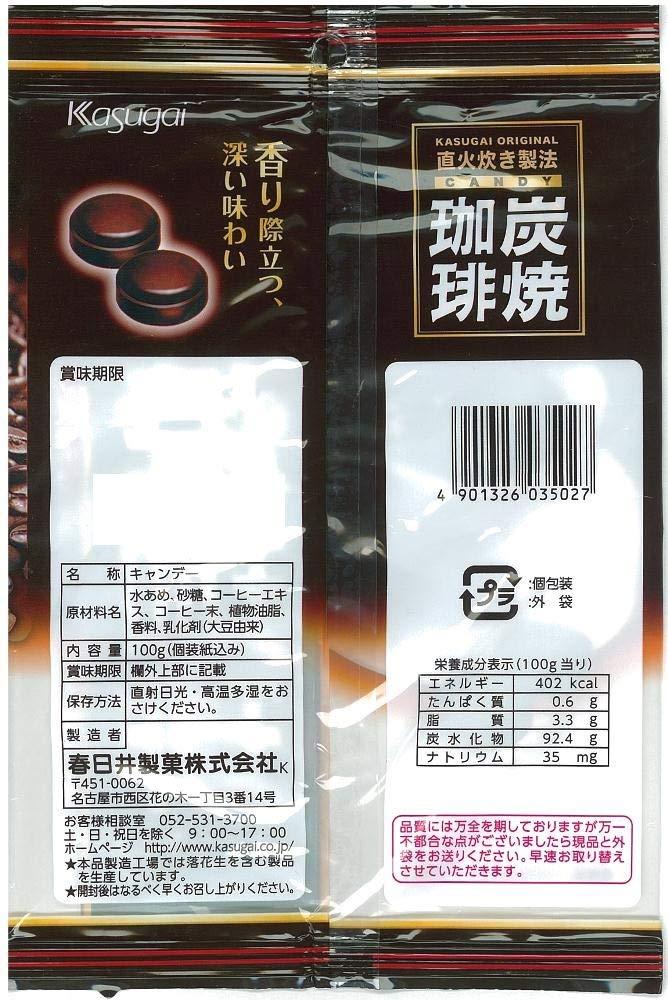 Kasugai
香り際立つ、
深い味わい
賞味期限
名 称 キャンデー
原材料名 水あめ、砂糖、コーヒーエキ
ス、コーヒー末、植物油脂、
香料、乳化剤(大豆由来)
内容量 100g(個装紙込み)
賞味期限 欄外上部に記載
保存方法 直射日光・高温多湿をお
さけください。
製造者
春日井製菓株式会社K
〒451-0062
名古屋市西区花の木一丁目3番14号
お客様相談室 052-531-3700
土・日・祝日を除く 9:00〜17:00
ホームページ http://www.kasugai.co.jp/
★本品製造工場では落花生を含む製品
を生産しています。
★開封後はなるべく早くお召し上がりください。
KASUGAI ORIGINAL
直火炊き製法
CANDY
炭焼
珈琲
4 901326 035027
プラ
:個包装
:外 袋
栄養成分表示(100g当り)
エネルギー 402 kcal
たんぱく質 0.6 g
脂 質 3.3 g
炭水化物 92.4 g
ナトリウム 35 mg
品質には万全を期しておりますが万一
不都合な点がございましたら現品と外
袋をお送りください。早速お取り替え
させていただきます。